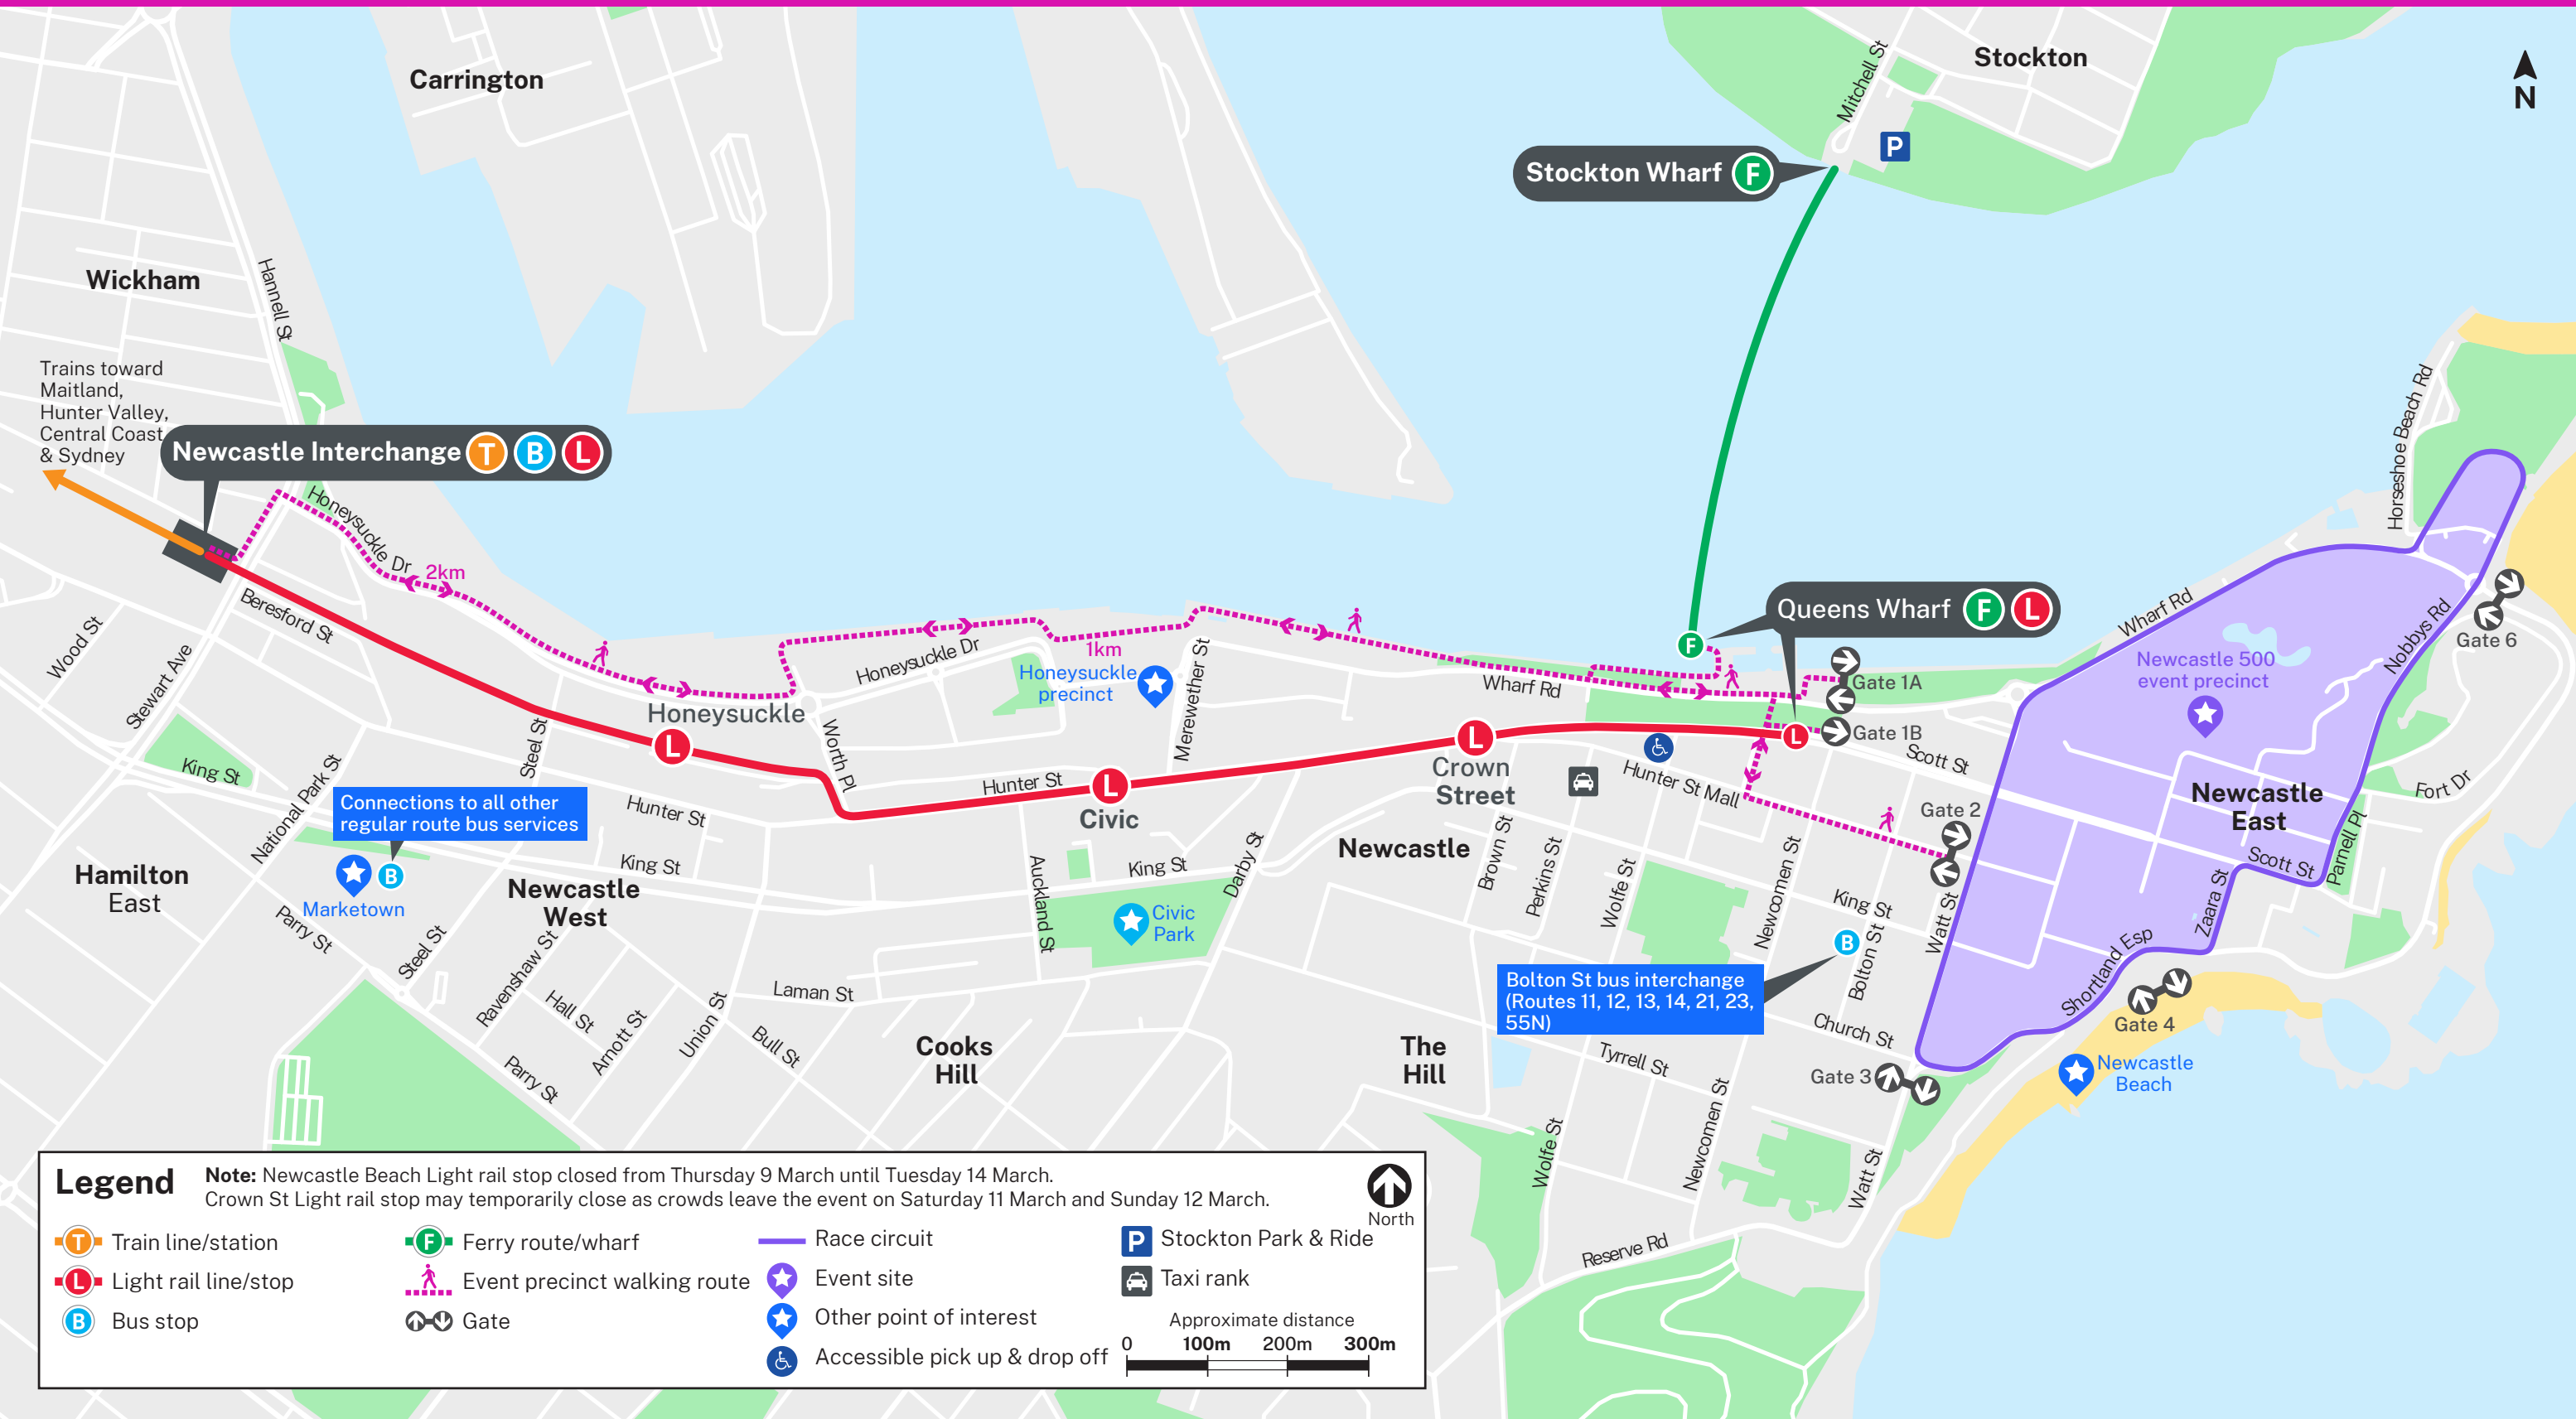 Carrington
Stockton
Mitchell St
N
P
Stockton Wharf F
Wickham
Hannell St
Trains toward
Maitland,
Hunter Valley,
Central Coast
& Sydney
Newcastle Interchange T B L
Honeysuckle Dr
2km
Beresford St
Wood St
Stewart Ave
Honeysuckle
L
Steel St
Worth Pl
Honeysuckle Dr
1km
Honeysuckle
precinct
Merewether St
Wharf Rd
F
Queens Wharf F L
Gate 1A
L
Gate 1B
Scott St
Horseshoe Beach Rd
Wharf Rd
Nobbys Rd
Gate 6
Newcastle 500
event precinct
Newcastle
East
Fort Dr
Parnell Pl
Scott St
Zaara St
Shortland Esp
Gate 4
Newcastle
Beach
Gate 2
Watt St
Gate 3
King St
National Park St
Connections to all other
regular route bus services
B
Marketown
Hunter St
King St
Hunter St
L
Civic
L
Crown
Street
Hunter St Mall
Newcastle
Brown St
Perkins St
Wolfe St
Newcomen St
King St
B
Bolton St
Bolton St bus interchange
(Routes 11, 12, 13, 14, 21, 23,
55N)
Church St
Tyrrell St
Hamilton
East
Newcastle
West
Parry St
Steel St
Ravenshaw St
Hall St
Arnott St
Union St
Bull St
Laman St
Auckland St
King St
Darby St
Civic
Park
Cooks
Hill
The
Hill
Parry St
Wolfe St
Newcomen St
Watt St
Reserve Rd
Legend
Note: Newcastle Beach Light rail stop closed from Thursday 9 March until Tuesday 14 March.
Crown St Light rail stop may temporarily close as crowds leave the event on Saturday 11 March and Sunday 12 March.
North
T Train line/station
L Light rail line/stop
B Bus stop
F Ferry route/wharf
Event precinct walking route
Gate
Race circuit
Event site
Other point of interest
Accessible pick up & drop off
P Stockton Park & Ride
Taxi rank
Approximate distance
0 100m 200m 300m